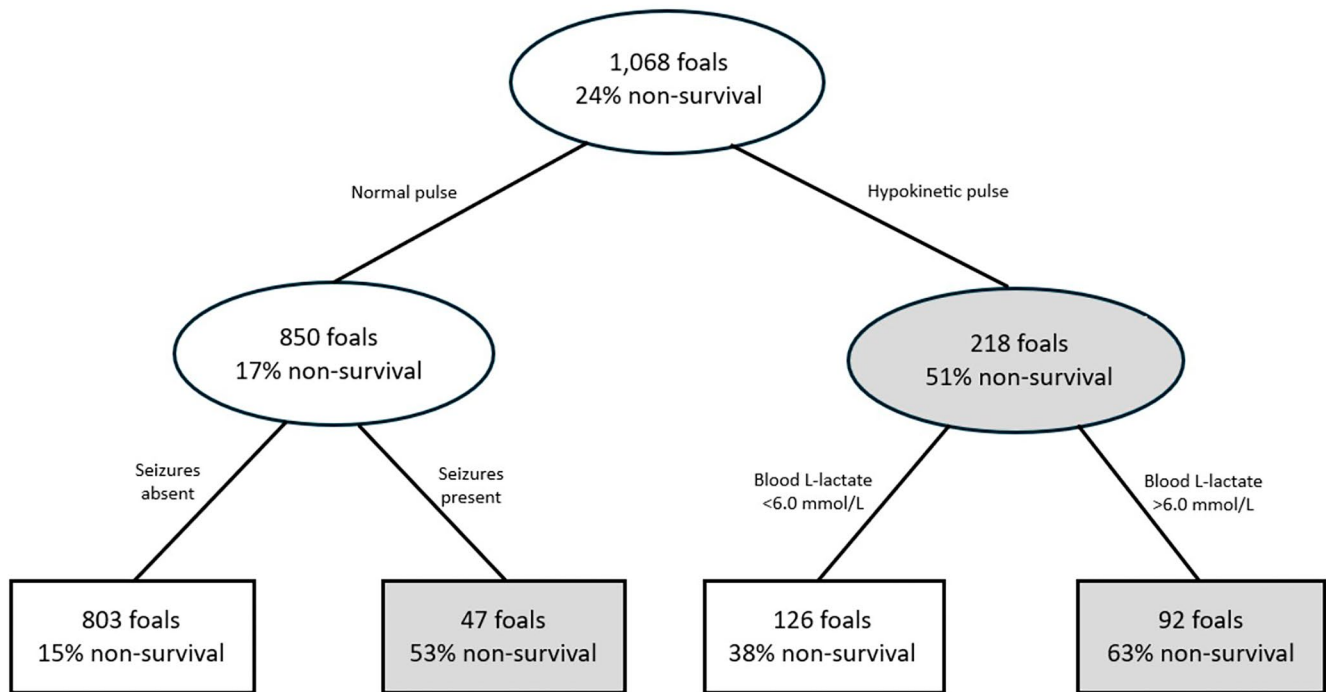 1,068 foals
24% non-survival
Normal pulse
Hypokinetic pulse
850 foals
17% non-survival
218 foals
51% non-survival
Seizures
absent
Seizures
present
Blood L-lactate
<6.0 mmol/L
Blood L-lactate
>6.0 mmol/L
803 foals
15% non-survival
47 foals
53% non-survival
126 foals
38% non-survival
92 foals
63% non-survival